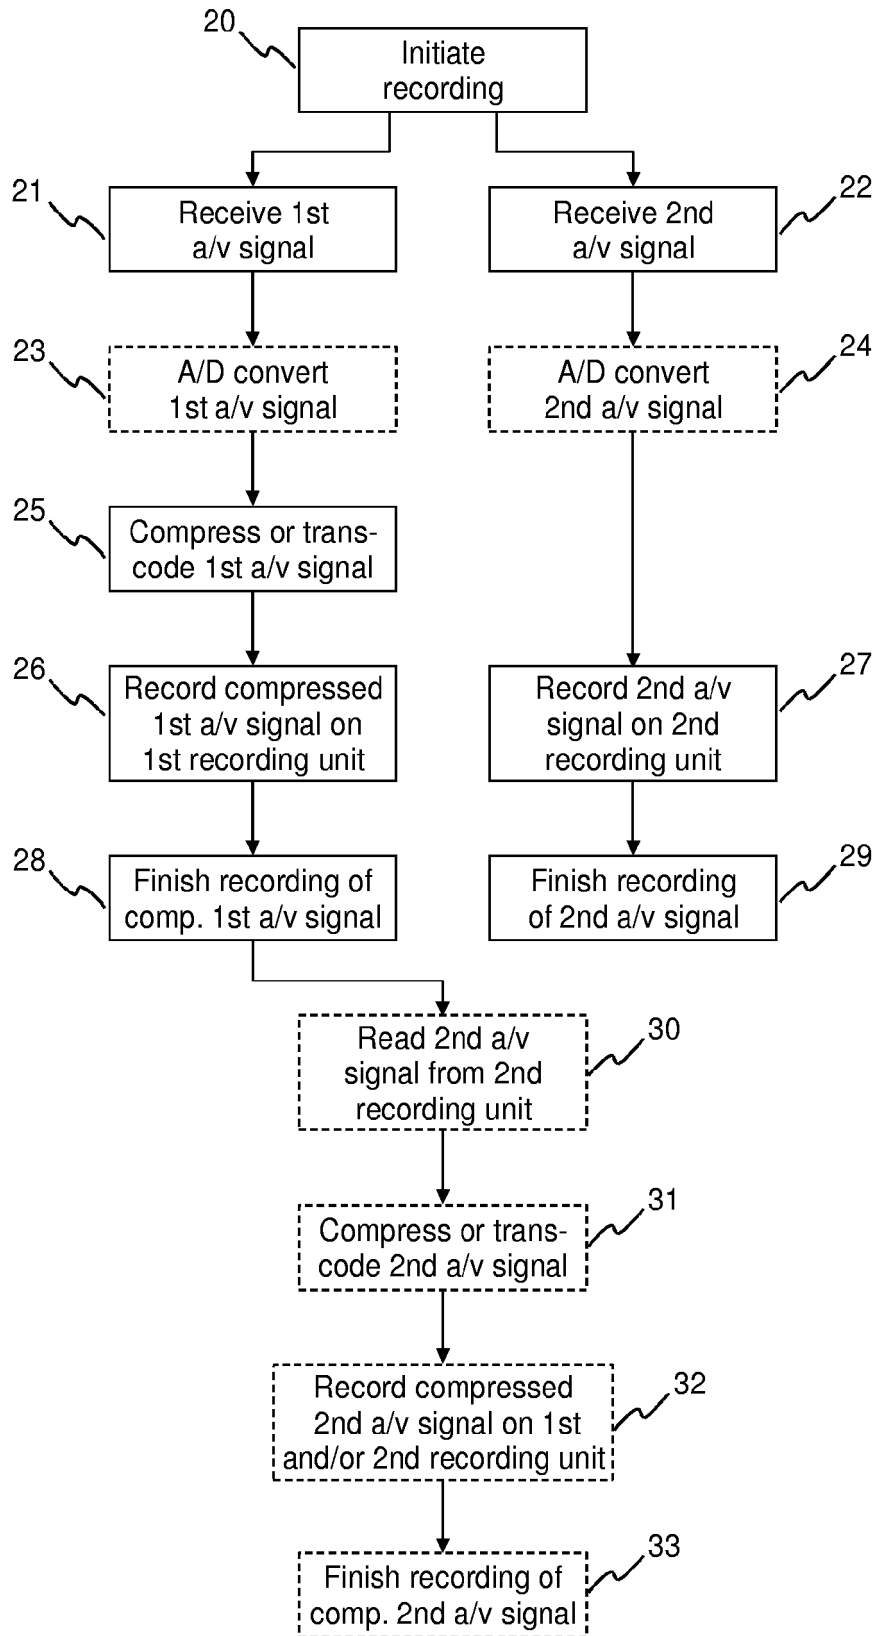 20
Initiate
recording
21
Receive 1st
a/v signal
22
Receive 2nd
a/v signal
23
A/D convert
1st a/v signal
24
A/D convert
2nd a/v signal
25
Compress or trans-
code 1st a/v signal
26
Record compressed
1st a/v signal on
1st recording unit
27
Record 2nd a/v
signal on 2nd
recording unit
28
Finish recording of
comp. 1st a/v signal
29
Finish recording
of 2nd a/v signal
30
Read 2nd a/v
signal from 2nd
recording unit
31
Compress or trans-
code 2nd a/v signal
32
Record compressed
2nd a/v signal on 1st
and/or 2nd recording unit
33
Finish recording of
comp. 2nd a/v signal